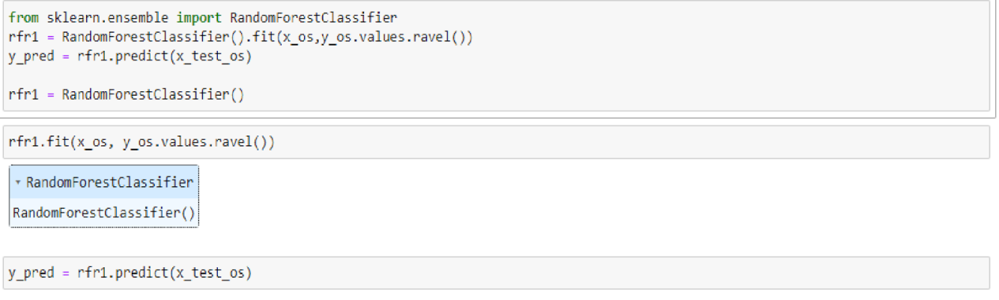 from sklearn.ensemble import RandomForestClassifier
rfr1 = RandomForestClassifier().fit(x_os,y_os.values.ravel())
y_pred = rfr1.predict(x_test_os)
rfr1 = RandomForestClassifier()
rfr1.fit(x_os, y_os.values.ravel())
▾ RandomForestClassifier
RandomForestClassifier()
y_pred = rfr1.predict(x_test_os)